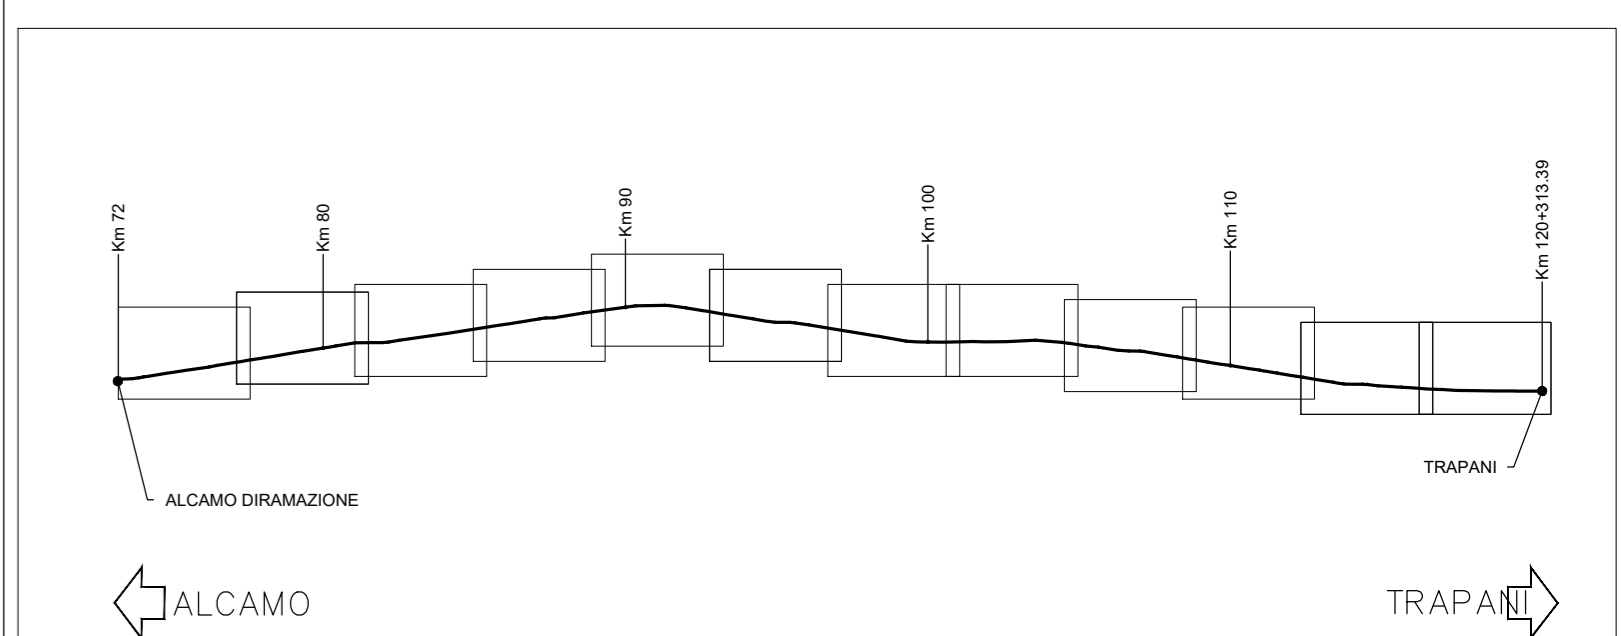 Km 72
Km 80
Km 90
Km 100
Km 110
Km 120+313.39
TRAPANI
ALCAMO DIRAMAZIONE
ALCAMO
TRAPANI